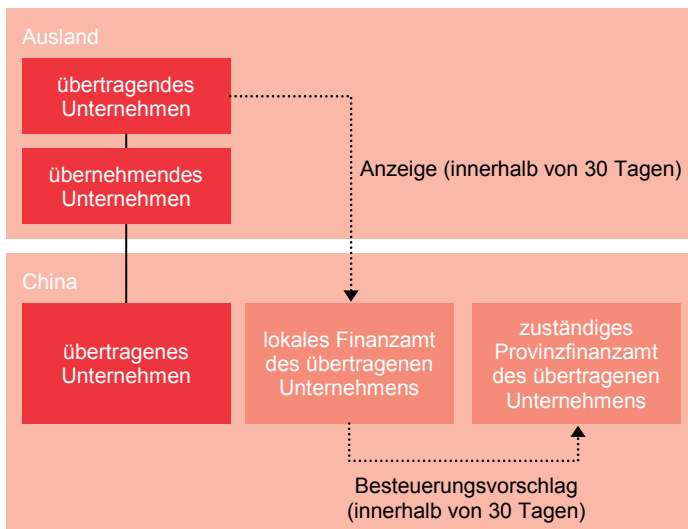 Ausland
übertragendes
Unternehmen
übernehmendes
Unternehmen
Anzeige (innerhalb von 30 Tagen)
China
übertragenes
Unternehmen
lokales Finanzamt
des übertragenen
Unternehmens
zuständiges
Provinzfinanzamt
des übertragenen
Unternehmens
Besteuerungsvorschlag
(innerhalb von 30 Tagen)